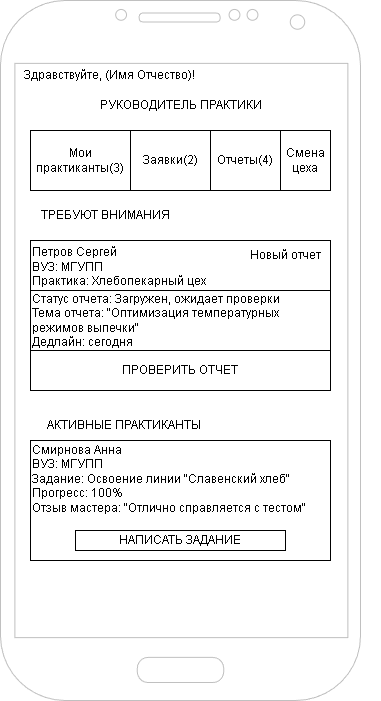 Здравствуйте, (Имя Отчество)!
РУКОВОДИТЕЛЬ ПРАКТИКИ
Мои
практиканты(3)
Заявки(2)
Отчеты(4)
Смена
цеха
ТРЕБУЮТ ВНИМАНИЯ
Петров Сергей
Новый отчет
ВУЗ: МГУПП
Практика: Хлебопекарный цех
Статус отчета: Загружен, ожидает проверки
Тема отчета: "Оптимизация температурных
режимов выпечки"
Дедлайн: сегодня
ПРОВЕРИТЬ ОТЧЕТ
АКТИВНЫЕ ПРАКТИКАНТЫ
Смирнова Анна
ВУЗ: МГУПП
Задание: Освоение линии "Славенский хлеб"
Прогресс: 100%
Отзыв мастера: "Отлично справляется с тестом"
НАПИСАТЬ ЗАДАНИЕ